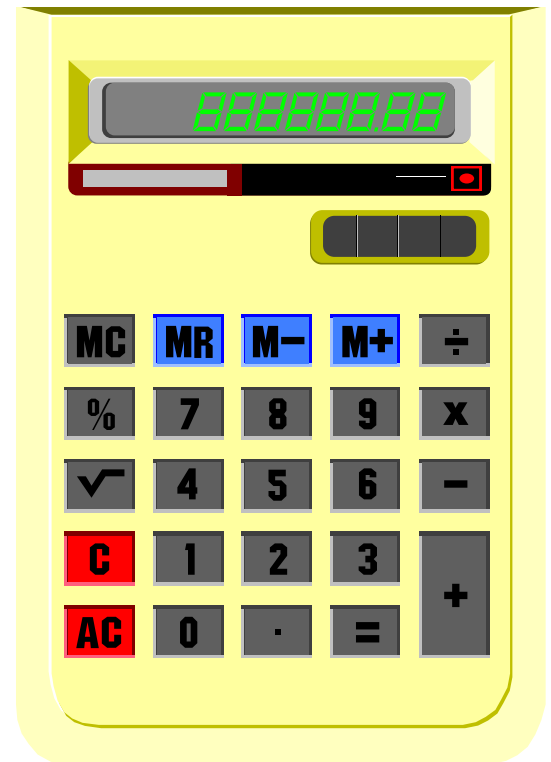 888888.88
MC MR M− M+ ÷
% 7 8 9 x
√ 4 5 6 −
C 1 2 3 +
AC 0 . =